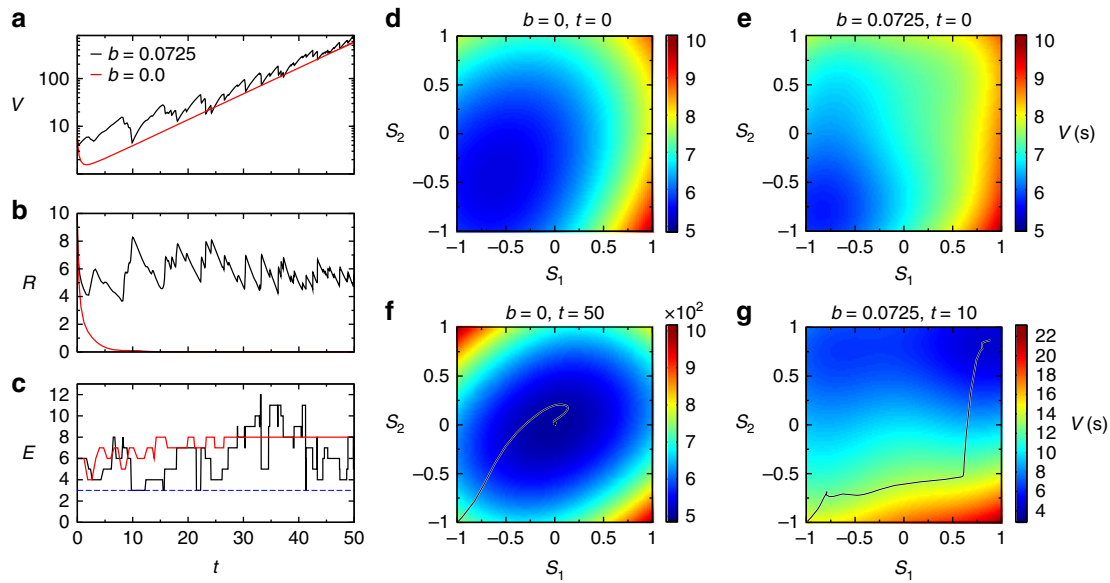 a
b = 0.0725
b = 0.0
100
10
V
b
10
8
6
4
2
0
R
c
12
10
8
6
4
2
0
E
0 10 20 30 40 50
t
d
b = 0, t = 0
1
0.5
0
−0.5
−1
S2
−1 −0.5 0 0.5 1
S1
10
9
8
7
6
5
e
b = 0.0725, t = 0
1
0.5
0
−0.5
−1
S2
−1 −0.5 0 0.5 1
S1
10
9
8
7
6
5
V (s)
f
b = 0, t = 50
×10²
1
0.5
0
−0.5
−1
S2
−1 −0.5 0 0.5 1
S1
10
9
8
7
6
5
g
b = 0.0725, t = 10
1
0.5
0
−0.5
−1
S2
−1 −0.5 0 0.5 1
S1
22
20
18
16
14
12
10
8
6
4
V (s)